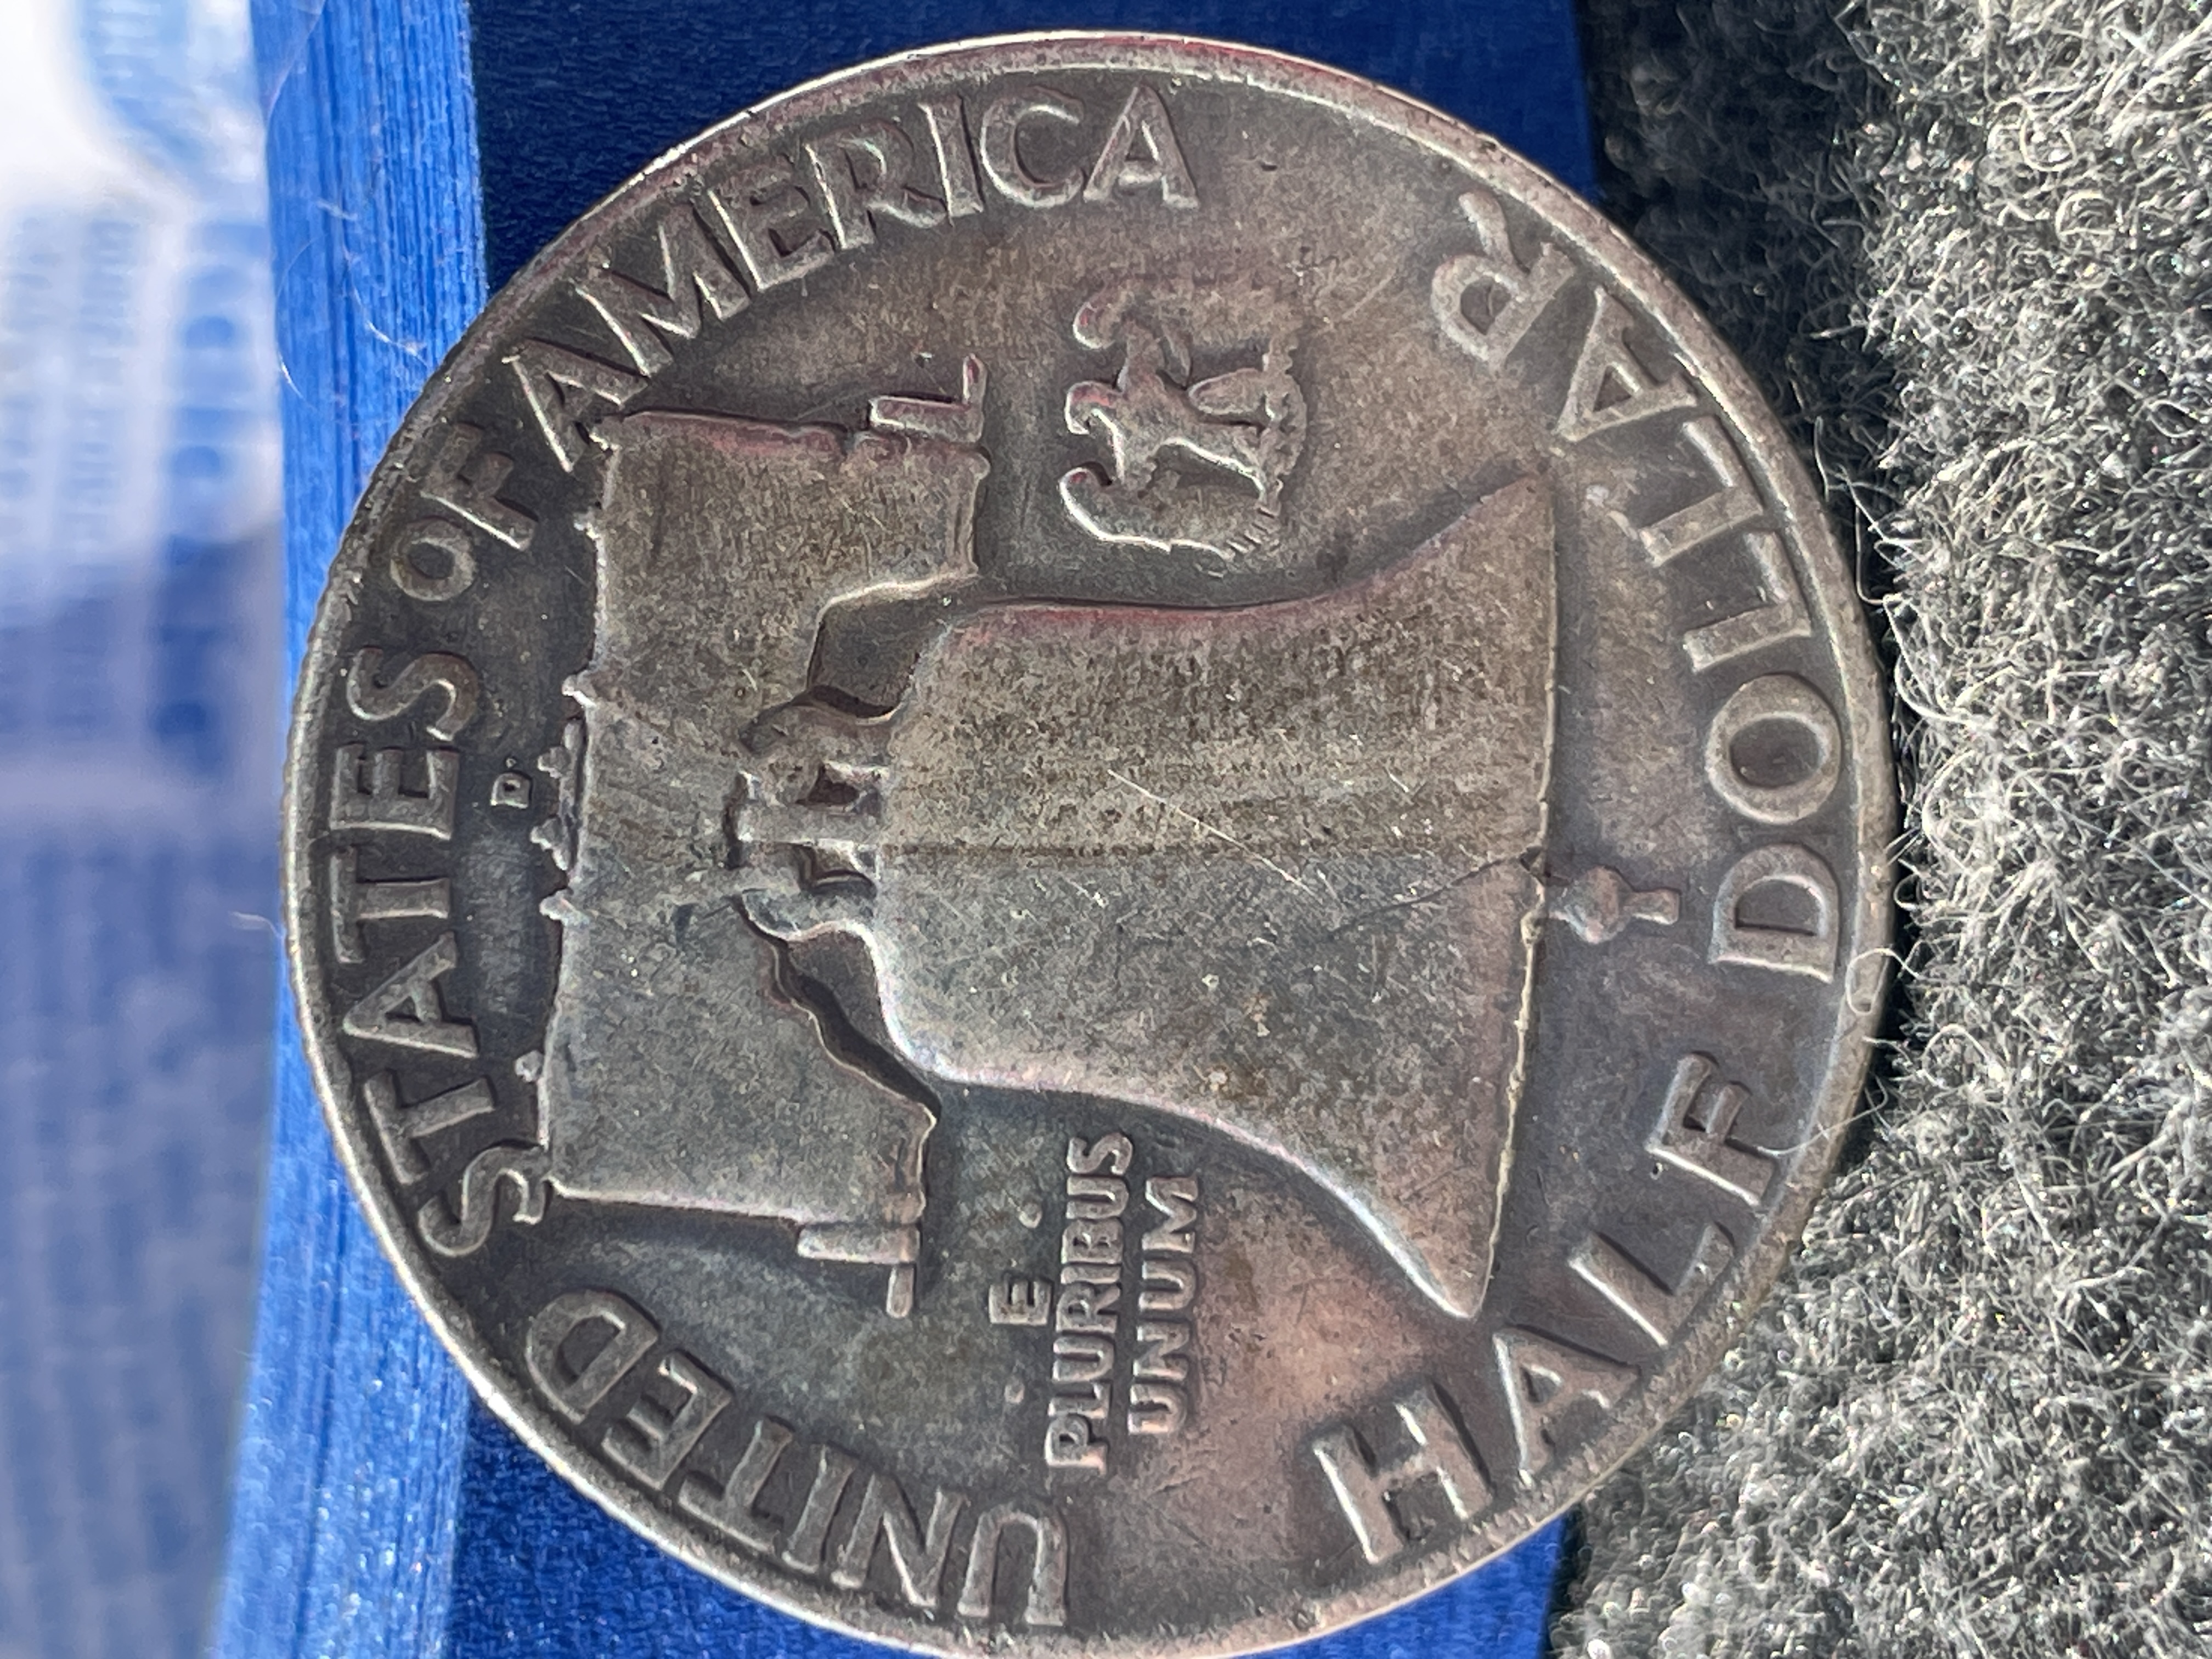 UNITED STATES OF AMERICA
D
E
PLURIBUS
UNUM
HALF DOLLAR